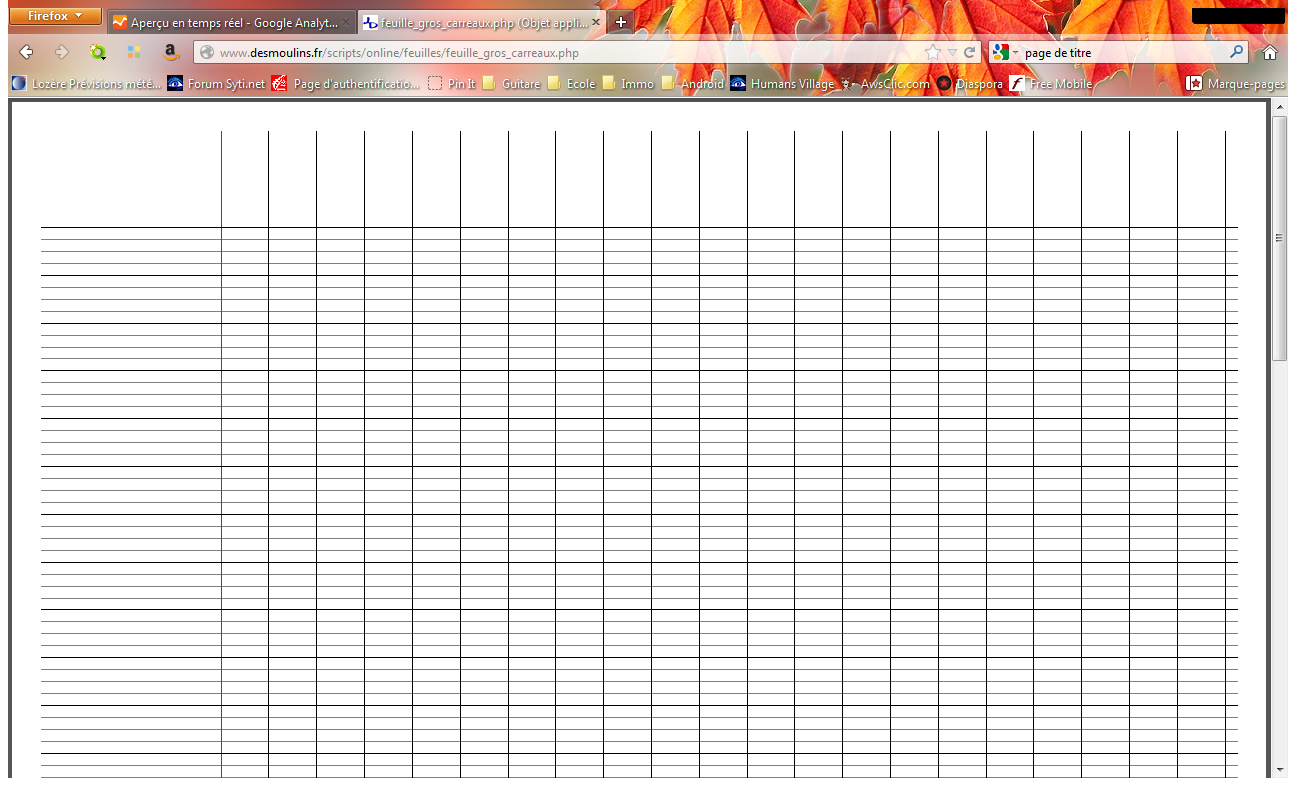 Firefox
Aperçu en temps réel - Google Analyt...
feuille_gros_carreaux.php (Objet appli...
www.desmoulins.fr/scripts/online/feuilles/feuille_gros_carreaux.php
page de titre
Lozère Prévisions mété...
Forum Syti.net
Page d'authentificatio...
Pin It
Guitare
Ecole
Immo
Android
Humans Village
AwsClic.com
Diaspora
Free Mobile
Marque-pages